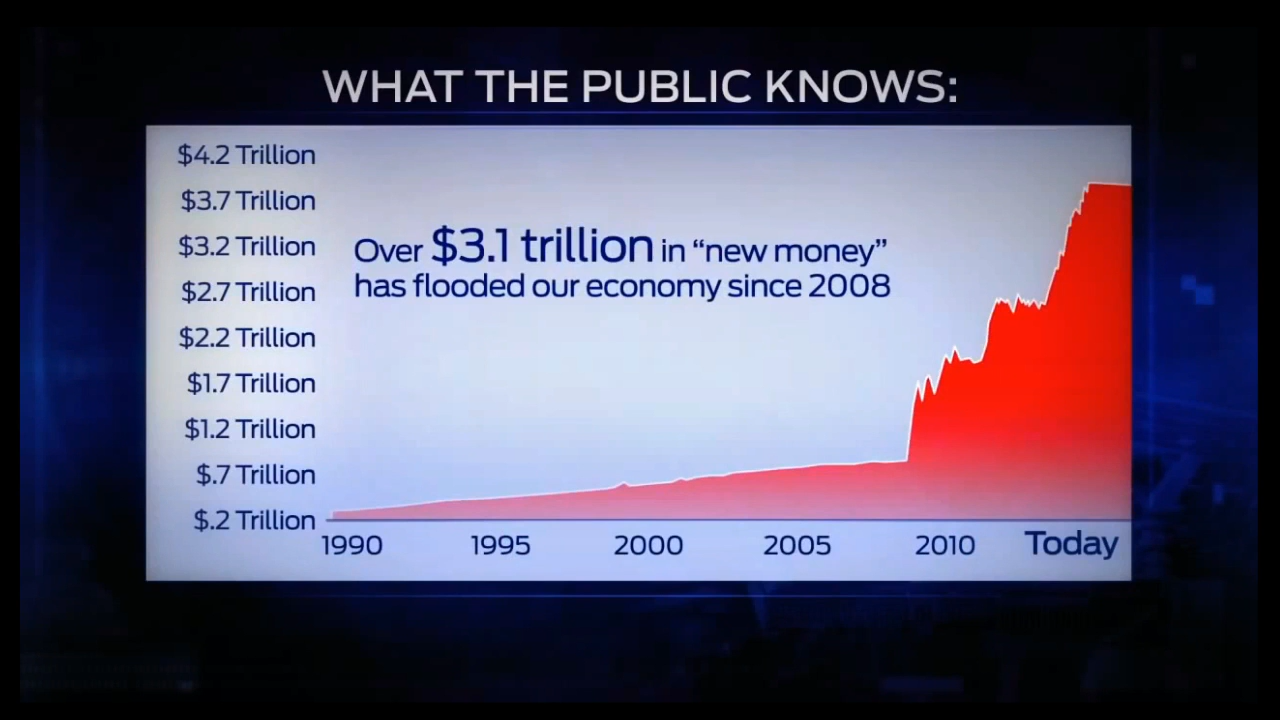 WHAT THE PUBLIC KNOWS:
$4.2 Trillion
$3.7 Trillion
$3.2 Trillion
$2.7 Trillion
$2.2 Trillion
$1.7 Trillion
$1.2 Trillion
$.7 Trillion
$.2 Trillion
Over $3.1 trillion in “new money”
has flooded our economy since 2008
1990 1995 2000 2005 2010 Today